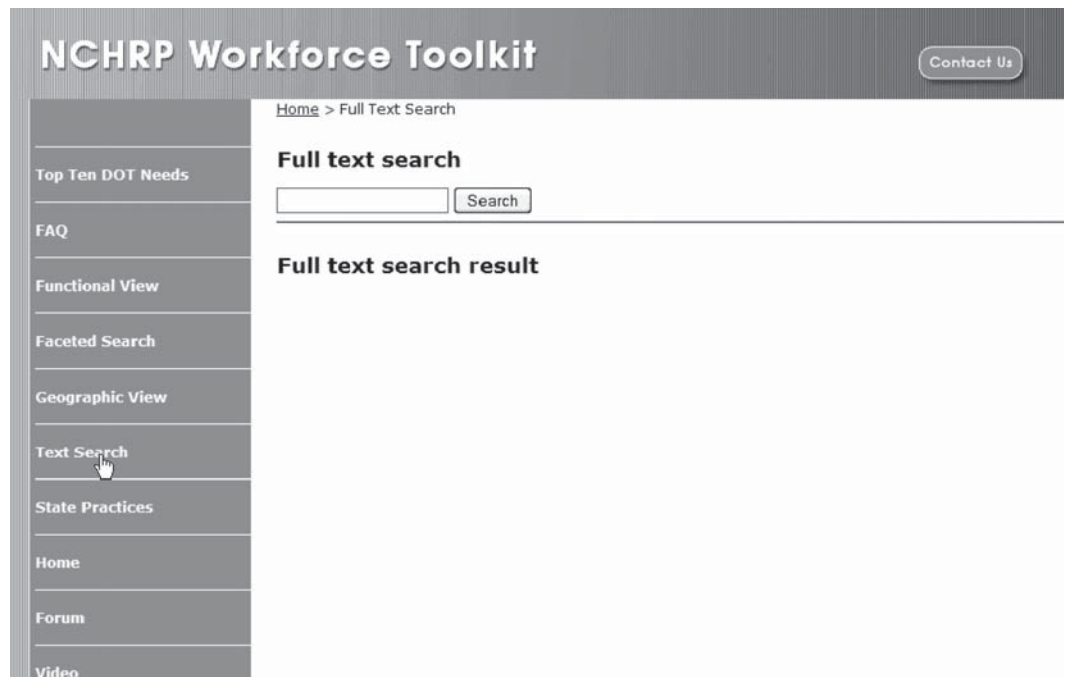 NCHRP Workforce Toolkit
Contact Us
Home > Full Text Search
Top Ten DOT Needs
FAQ
Functional View
Faceted Search
Geographic View
Text Search
State Practices
Home
Forum
Video
Full text search
Search
Full text search result